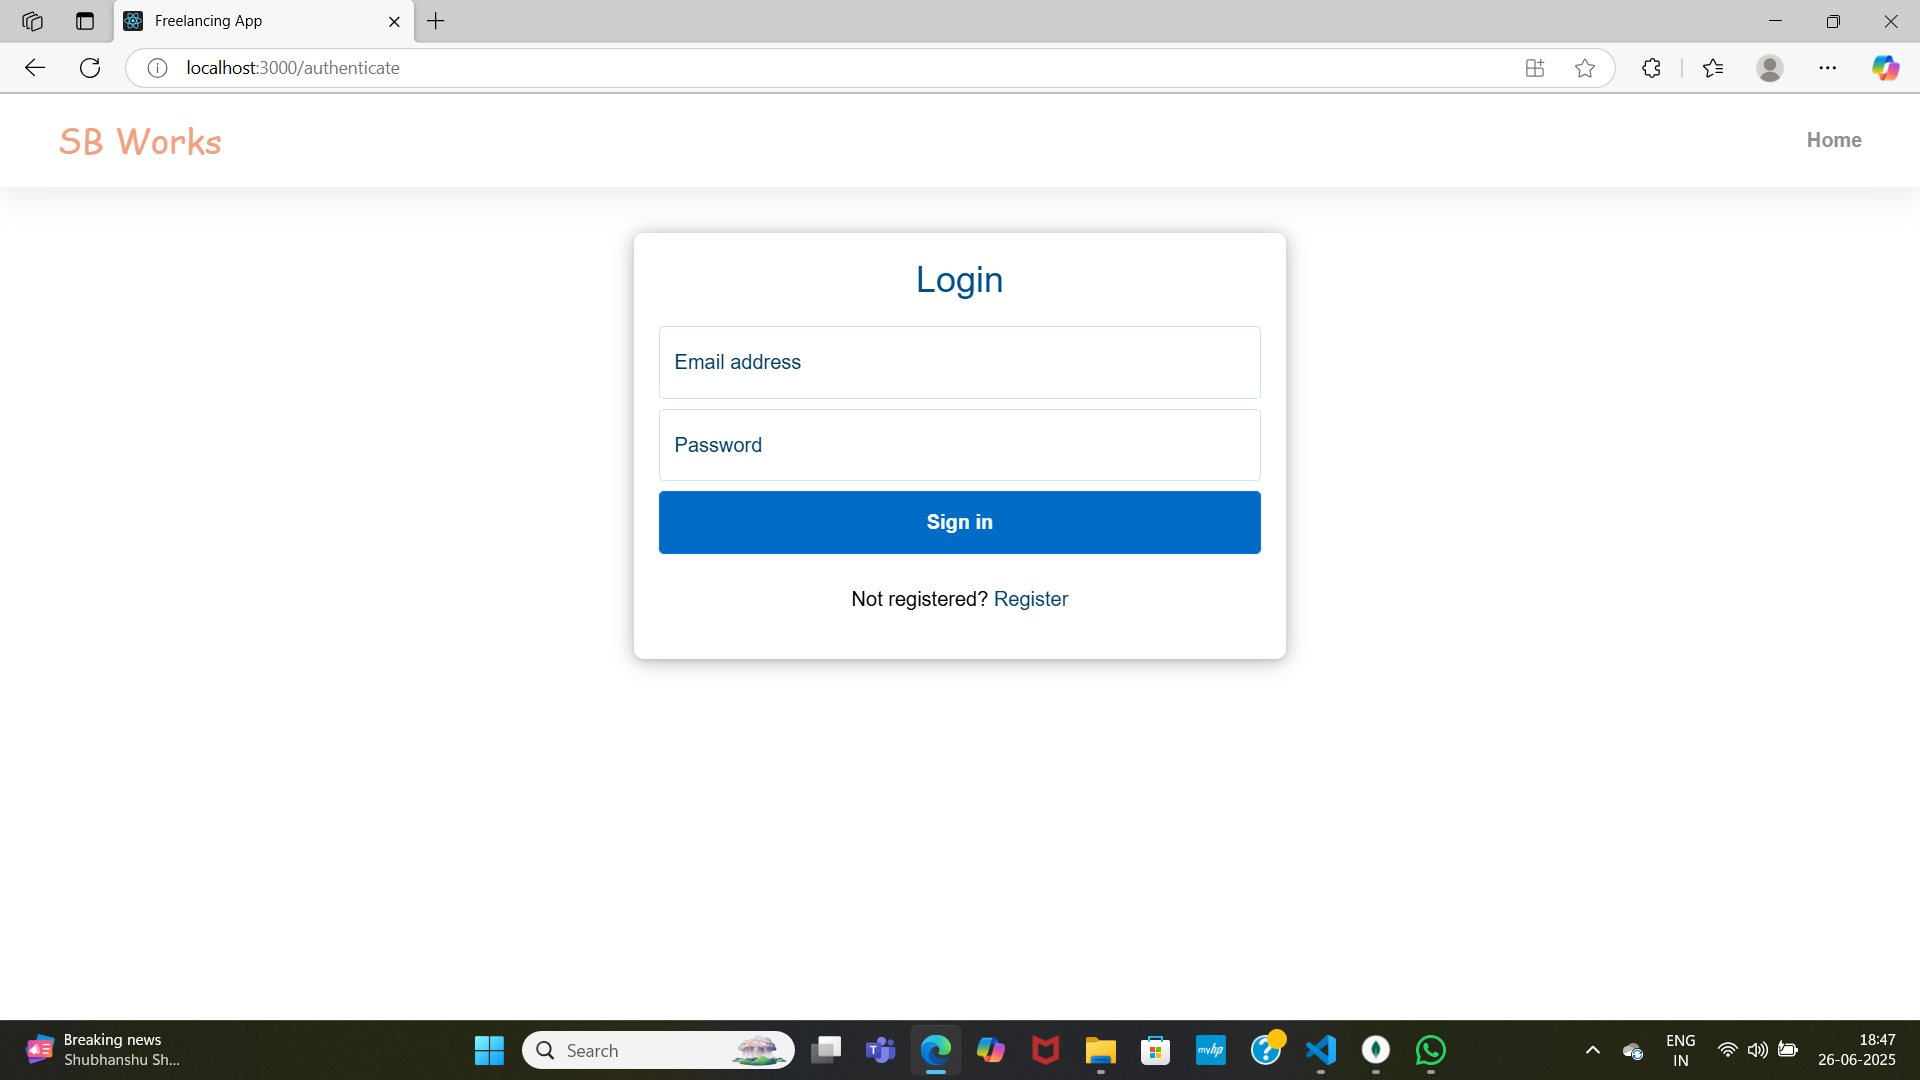 Freelancing App
localhost:3000/authenticate
SB Works
Home
Login
Email address
Password
Sign in
Not registered? Register
Breaking news
Shubhanshu Sh...
Search
myhp
ENG
IN
18:47
26-06-2025